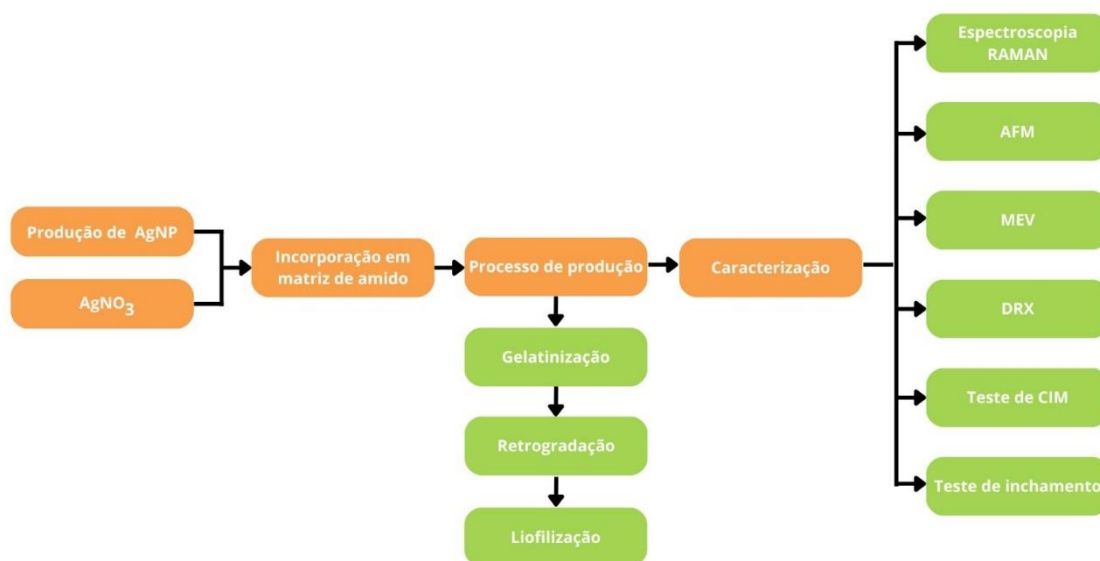 Produção de AgNP
AgNO3
Incorporação em
matriz de amido
Processo de produção
Gelatinização
Retrogradação
Liofilização
Caracterização
Espectroscopia
RAMAN
AFM
MEV
DRX
Teste de CIM
Teste de inchamento